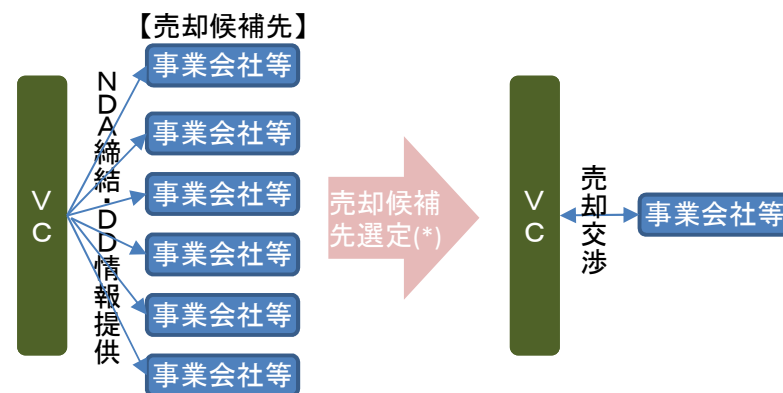 【売却候補先】
VC
NDA締結・DD情報提供
事業会社等
事業会社等
事業会社等
事業会社等
事業会社等
事業会社等
売却候補
先選定(*)
VC
売却交渉
事業会社等